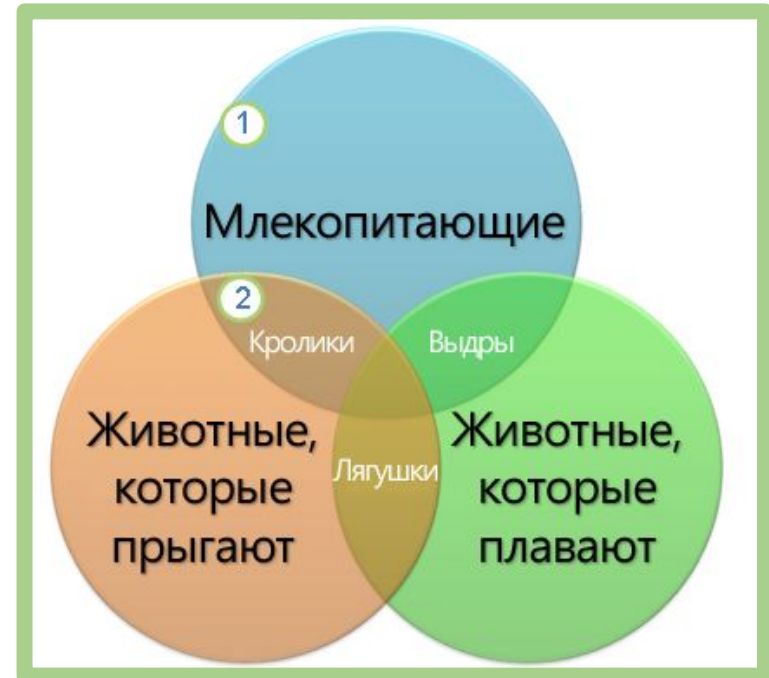 1
Млекопитающие
2
Кролики
Выдры
Животные,
которые
прыгают
Лягушки
Животные,
которые
плавают